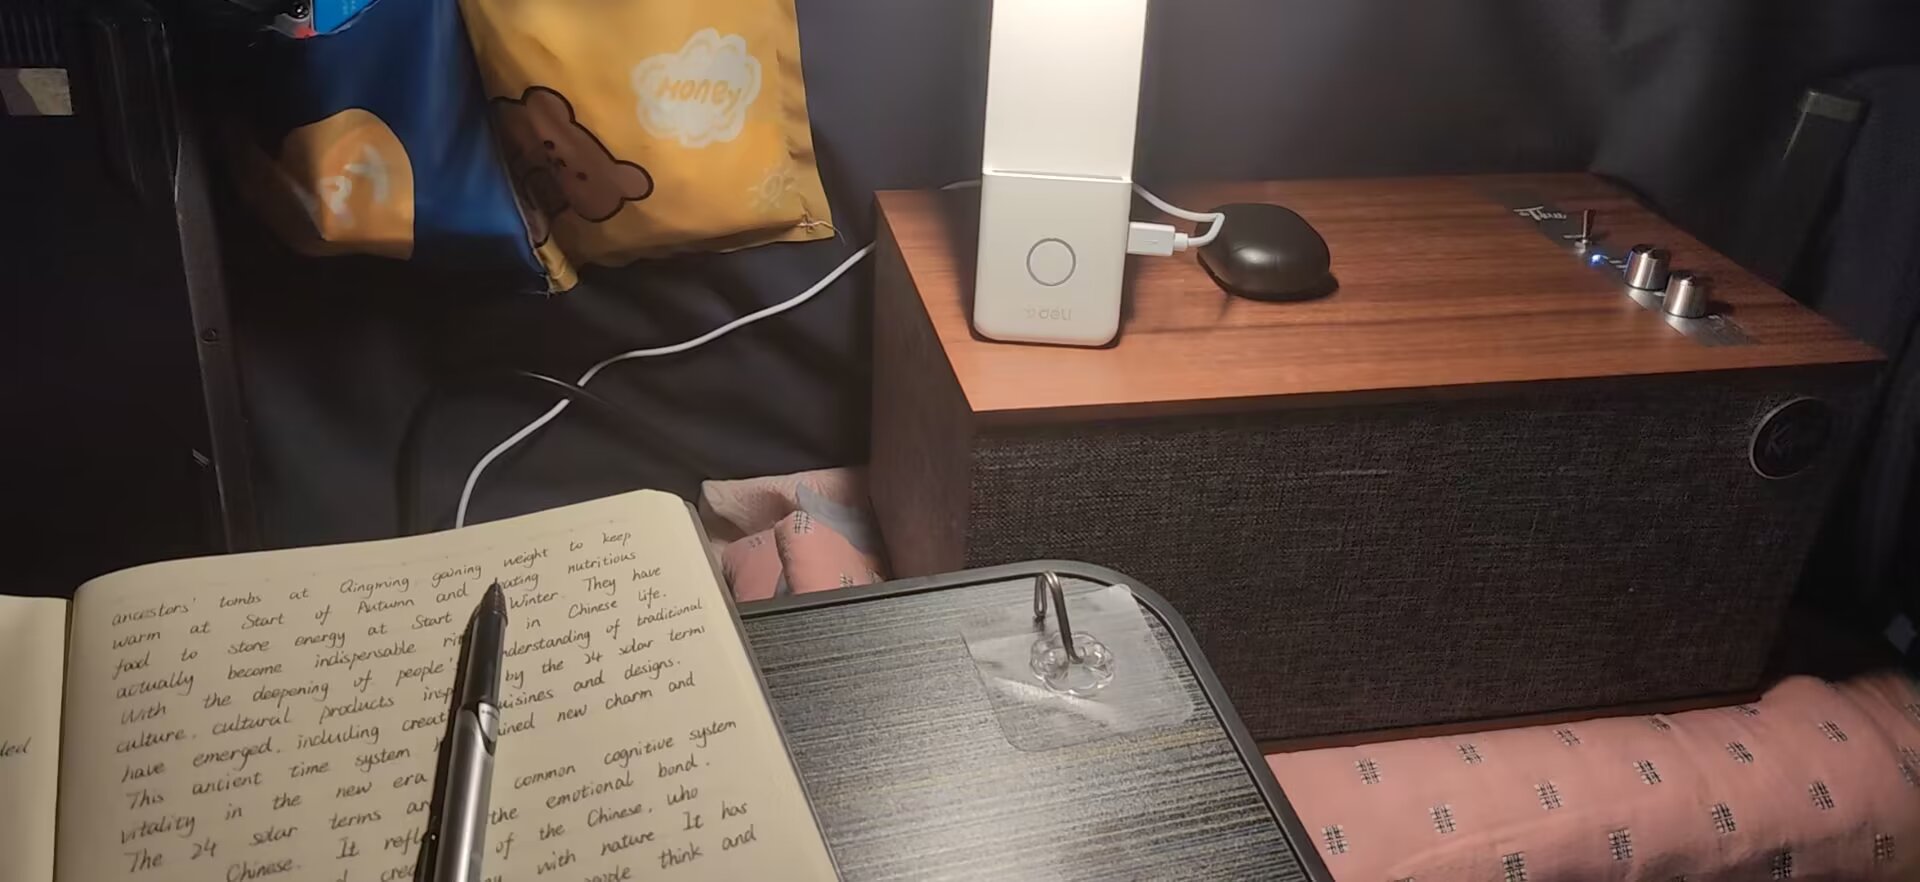 Honey
deli
ancestors' tombs at Qingming, gaining weight to keep
warm at Start of Autumn and eating nutritious
food to store energy at Start Winter. They have
actually become indispensable in Chinese life.
With the deepening of people's understanding of traditional
culture, cultural products by the 24 solar terms
have emerged, including and designs.
This ancient time system new charm and
vitality in the new era
The 24 solar terms common cognitive system
Chinese. It the emotional bond.
of the Chinese, who
with nature It has
people think and